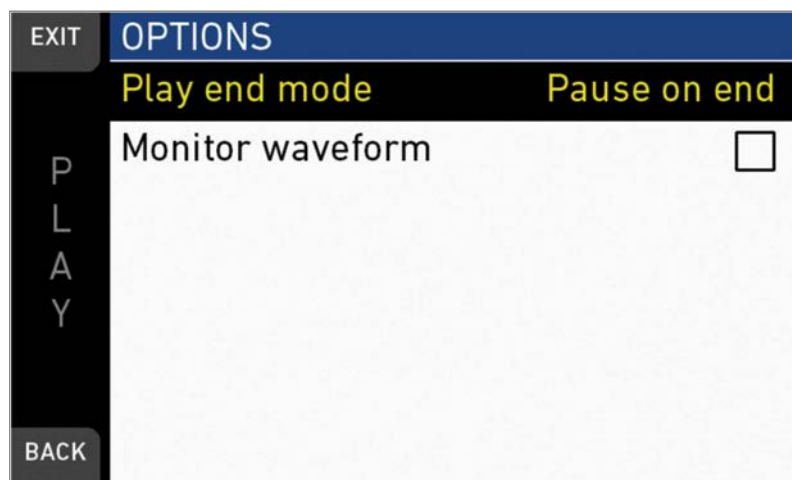 EXIT
OPTIONS
Play end mode Pause on end
Monitor waveform
P
L
A
Y
BACK